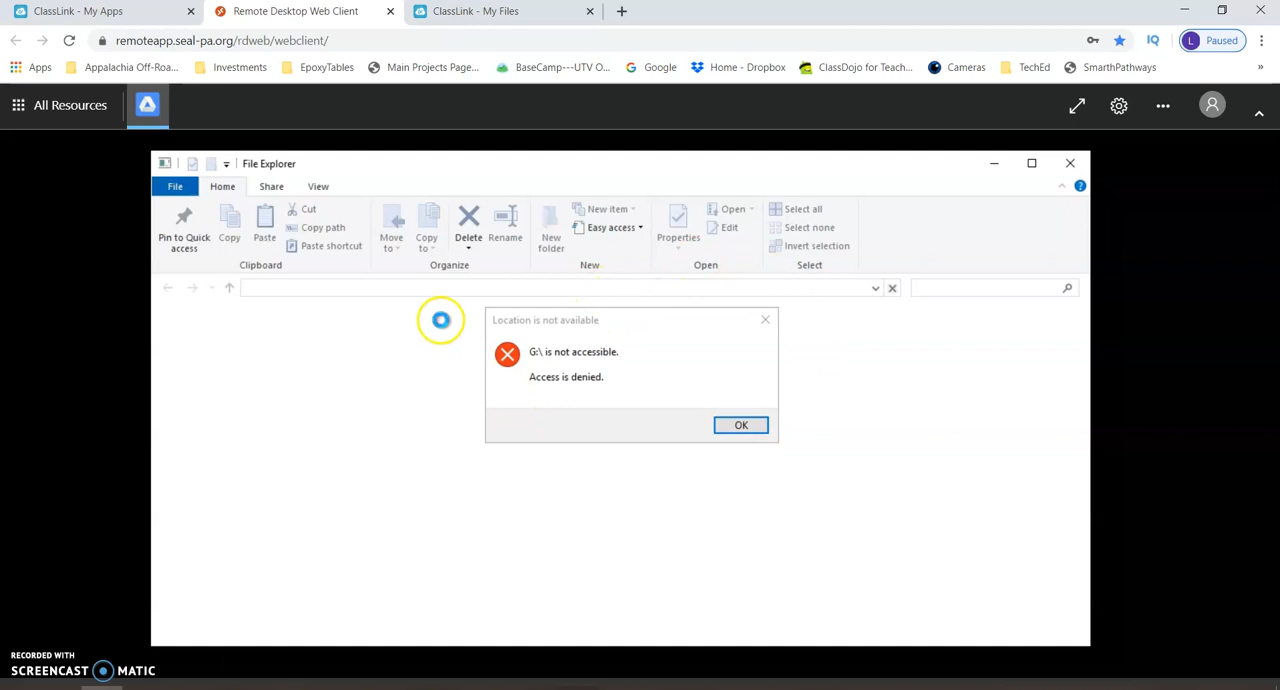 ClassLink - My Apps
Remote Desktop Web Client
ClassLink - My Files
remoteapp.seal-pa.org/rdweb/webclient/
IQ
L
Paused
Apps
Appalachia Off-Roa...
Investments
EpoxyTables
Main Projects Page...
BaseCamp---UTV O...
Google
Home - Dropbox
ClassDojo for Teach...
Cameras
TechEd
SmarthPathways
»
All Resources
File Explorer
File
Home
Share
View
Pin to Quick access
Copy
Paste
Cut
Copy path
Paste shortcut
Clipboard
Move to
Copy to
Delete
Rename
Organize
New folder
New item
Easy access
New
Properties
Open
Edit
Open
Select all
Select none
Invert selection
Select
Location is not available
G:\ is not accessible.
Access is denied.
OK
RECORDED WITH
SCREENCAST MATIC